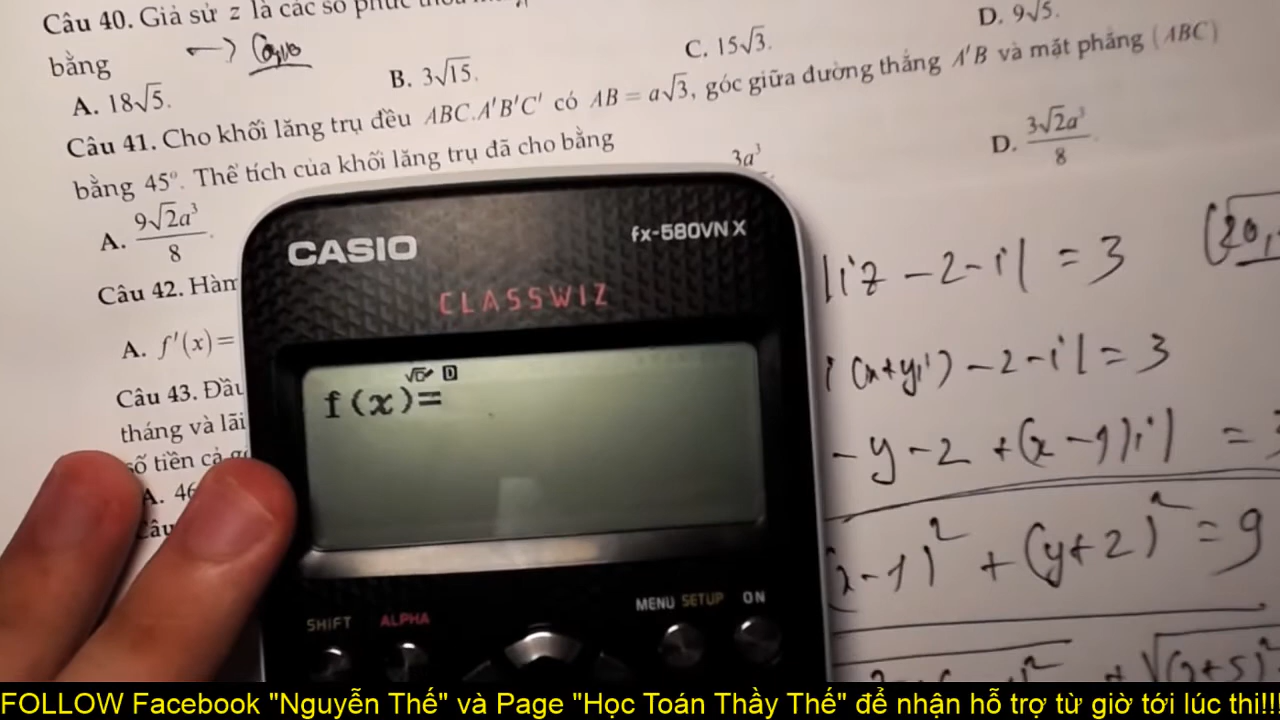 Câu 40. Giả sử z là các số phức
bằng
A. 18√5.
B. 3√15.
C. 15√3.
D. 9√5.
Câu 41. Cho khối lăng trụ đều ABC.A'B'C' có AB = a√3, góc giữa đường thẳng A'B và mặt phẳng (ABC)
bằng 45°. Thể tích của khối lăng trụ đã cho bằng
A. 9√2a³/8.
3a³
D. 3√2a³/8.
Câu 42. Hàm
A. f'(x)=
Câu 43. Đầu
tháng và lãi
số tiền cả
A. 46
Câu
CASIO
fx-580VN X
CLASSWIZ
√▫/ D
f(x)=
SHIFT ALPHA
MENU SETUP ON
|iz - 2 - i| = 3
i(x+yi) - 2 - i| = 3
- y - 2 + (x - 1)i| =
(x-1)² + (y+2)² = 9
FOLLOW Facebook "Nguyễn Thế" và Page "Học Toán Thầy Thế" để nhận hỗ trợ từ giờ tới lúc thi!!!